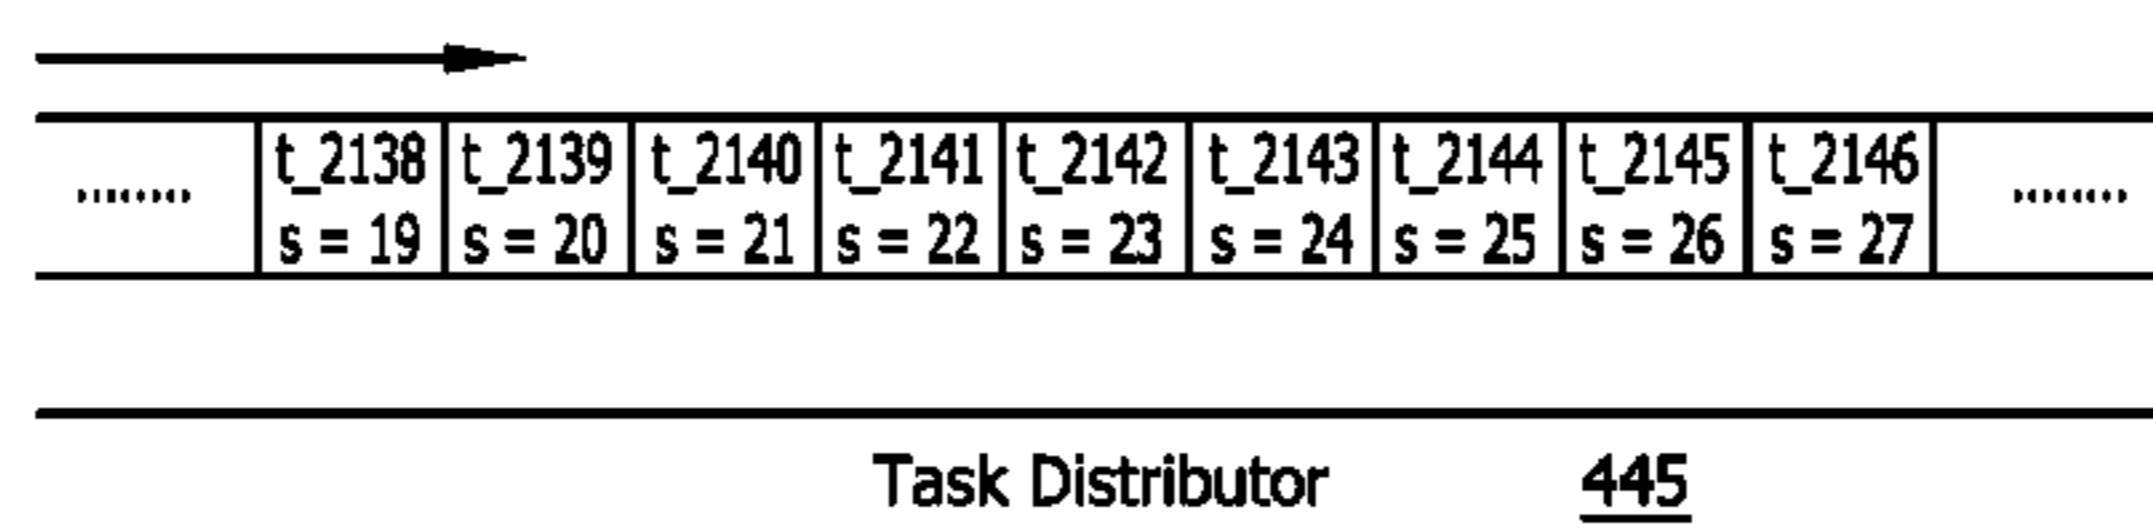 ........ t_2138 t_2139 t_2140 t_2141 t_2142 t_2143 t_2144 t_2145 t_2146 ........
s = 19 s = 20 s = 21 s = 22 s = 23 s = 24 s = 25 s = 26 s = 27
Task Distributor 445